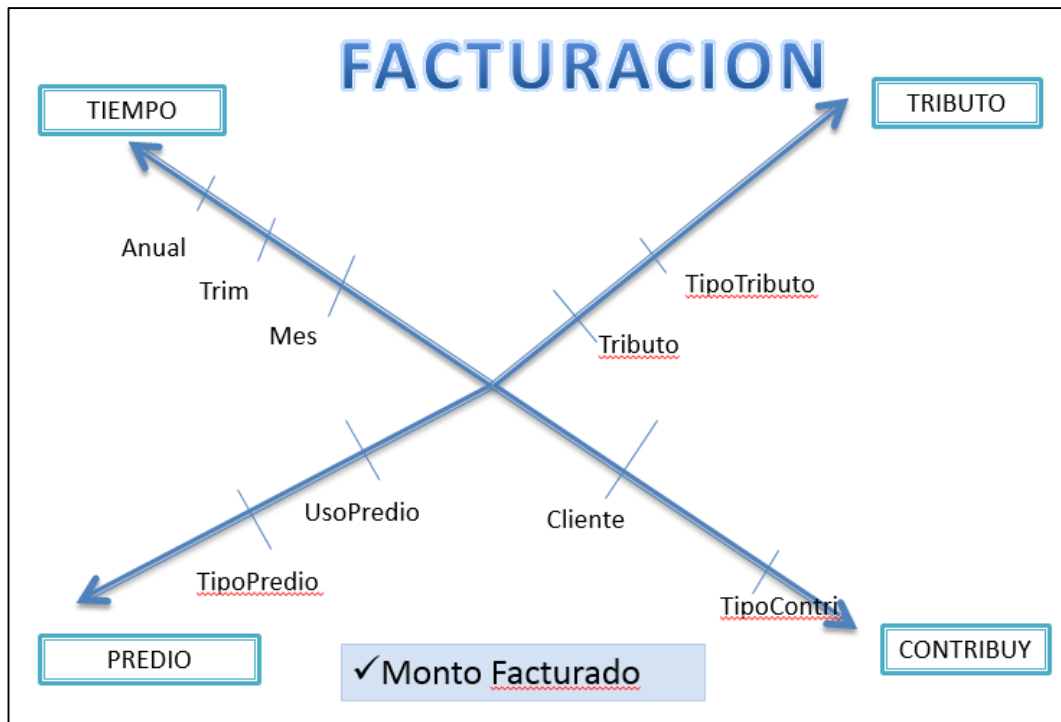 FACTURACION
TIEMPO
TRIBUTO
Anual
Trim
Mes
TipoTributo
Tributo
UsoPredio
TipoPredio
Cliente
TipoContri
PREDIO
✓Monto Facturado
CONTRIBUY